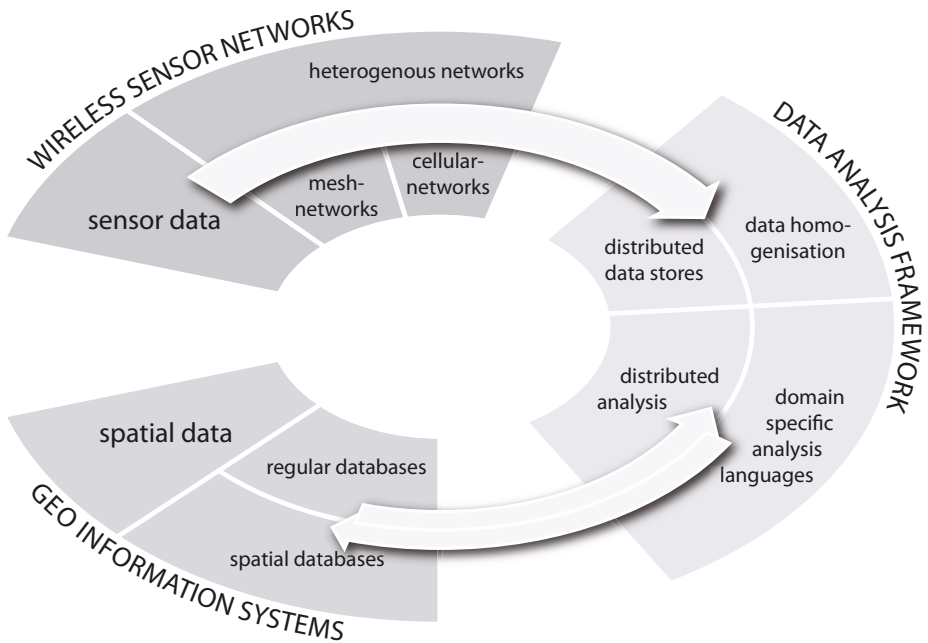 WIRELESS SENSOR NETWORKS
heterogenous networks
sensor data
mesh-
networks
cellular-
networks
DATA ANALYSIS FRAMEWORK
distributed
data stores
data homo-
genisation
distributed
analysis
domain
specific
analysis
languages
spatial data
regular databases
spatial databases
GEO INFORMATION SYSTEMS